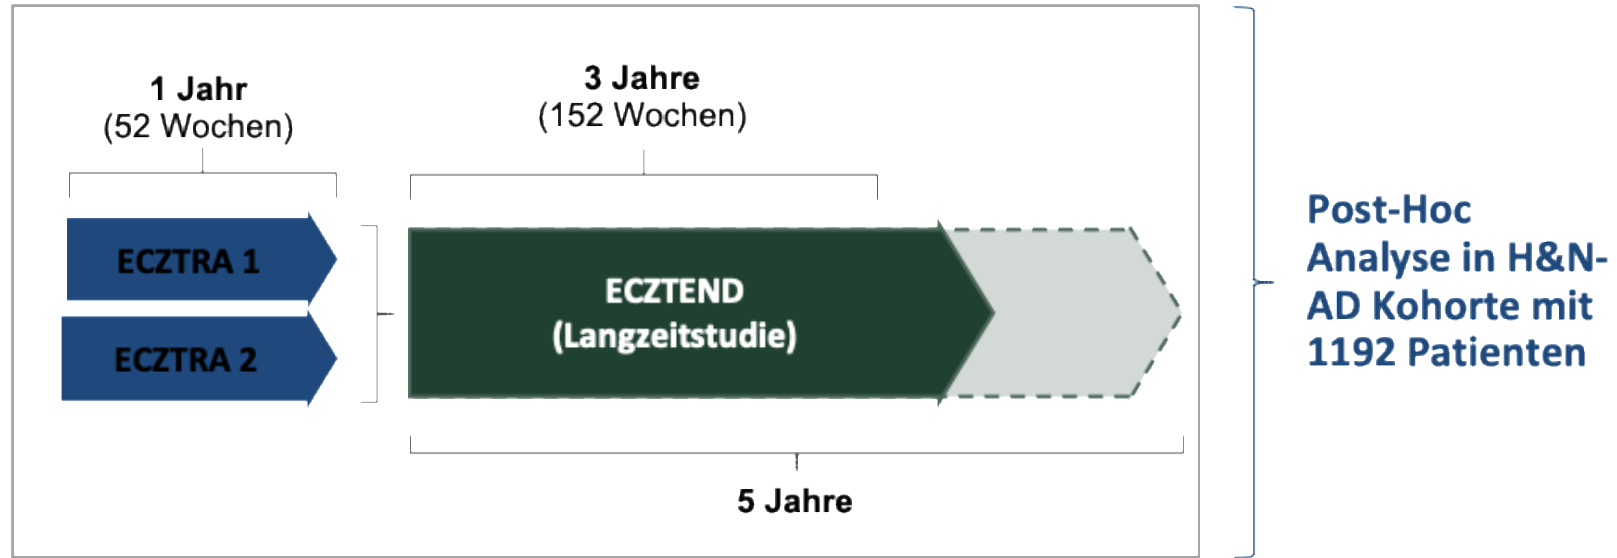 1 Jahr
(52 Wochen)
3 Jahre
(152 Wochen)
ECZTRA 1
ECZTRA 2
ECZTEND
(Langzeitstudie)
5 Jahre
Post-Hoc
Analyse in H&N-
AD Kohorte mit
1192 Patienten